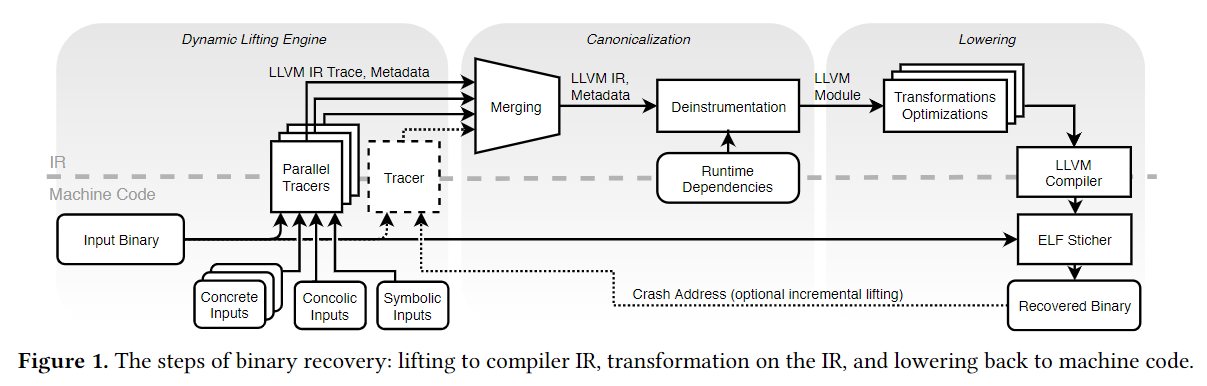 Dynamic Lifting Engine
Canonicalization
Lowering
LLVM IR Trace, Metadata
Merging
LLVM IR,
Metadata
Deinstrumentation
LLVM
Module
Transformations
Optimizations
IR
Machine Code
Parallel
Tracers
Tracer
Runtime
Dependencies
LLVM
Compiler
Input Binary
ELF Sticher
Concrete
Inputs
Concolic
Inputs
Symbolic
Inputs
Crash Address (optional incremental lifting)
Recovered Binary
Figure 1. The steps of binary recovery: lifting to compiler IR, transformation on the IR, and lowering back to machine code.